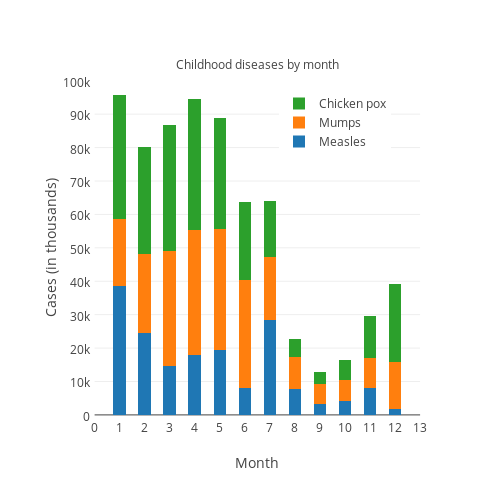 Childhood diseases by month
100k
90k
80k
70k
60k
50k
40k
30k
20k
10k
0
Cases (in thousands)
Chicken pox
Mumps
Measles
0 1 2 3 4 5 6 7 8 9 10 11 12 13
Month